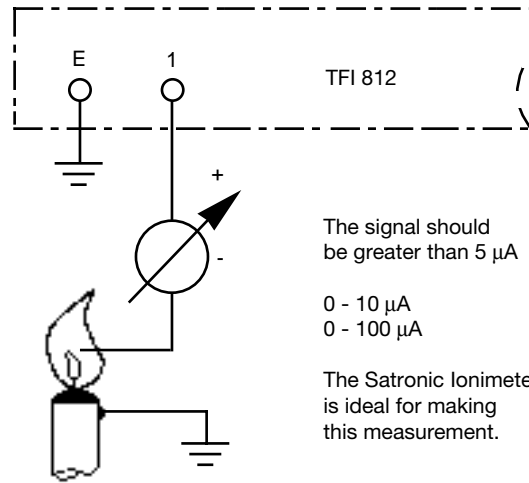 E
1
TFI 812
+
-
The signal should
be greater than 5 µA
0 - 10 µA
0 - 100 µA
The Satronic Ionimete
is ideal for making
this measurement.